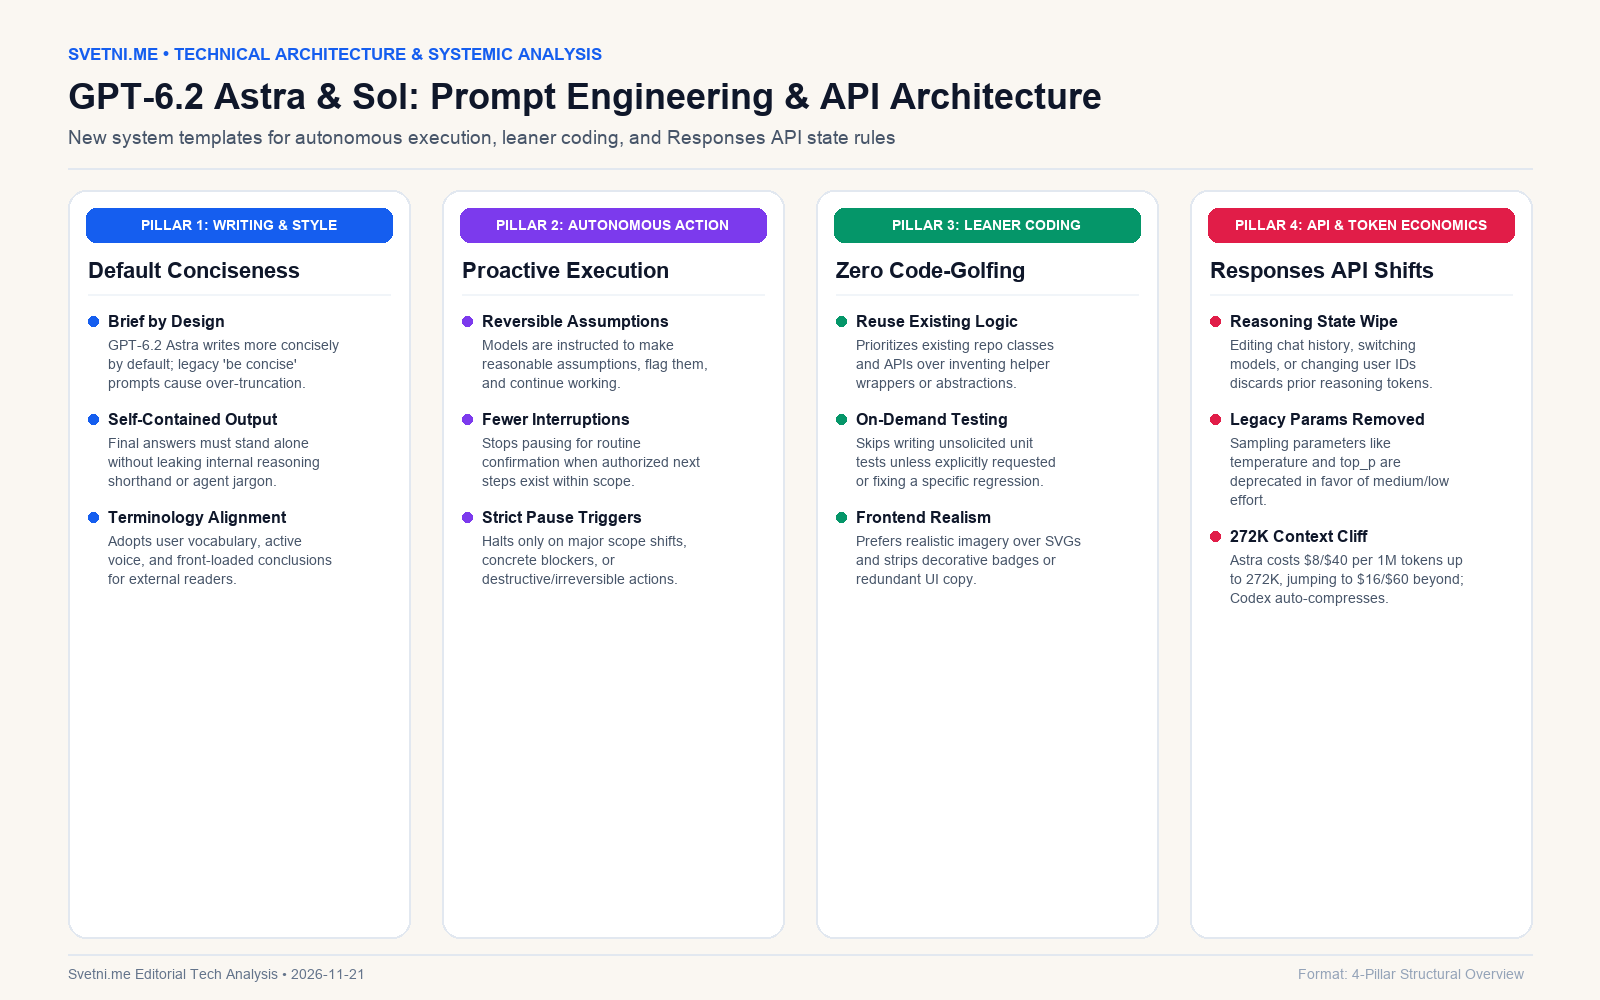 SVETNI.ME • TECHNICAL ARCHITECTURE & SYSTEMIC ANALYSIS
GPT-6.2 Astra & Sol: Prompt Engineering & API Architecture
New system templates for autonomous execution, leaner coding, and Responses API state rules
PILLAR 1: WRITING & STYLE
Default Conciseness
Brief by Design
GPT-6.2 Astra writes more concisely
by default; legacy 'be concise'
prompts cause over-truncation.
Self-Contained Output
Final answers must stand alone
without leaking internal reasoning
shorthand or agent jargon.
Terminology Alignment
Adopts user vocabulary, active
voice, and front-loaded conclusions
for external readers.
PILLAR 2: AUTONOMOUS ACTION
Proactive Execution
Reversible Assumptions
Models are instructed to make
reasonable assumptions, flag them,
and continue working.
Fewer Interruptions
Stops pausing for routine
confirmation when authorized next
steps exist within scope.
Strict Pause Triggers
Halts only on major scope shifts,
concrete blockers, or
destructive/irreversible actions.
PILLAR 3: LEANER CODING
Zero Code-Golfing
Reuse Existing Logic
Prioritizes existing repo classes
and APIs over inventing helper
wrappers or abstractions.
On-Demand Testing
Skips writing unsolicited unit
tests unless explicitly requested
or fixing a specific regression.
Frontend Realism
Prefers realistic imagery over SVGs
and strips decorative badges or
redundant UI copy.
PILLAR 4: API & TOKEN ECONOMICS
Responses API Shifts
Reasoning State Wipe
Editing chat history, switching
models, or changing user IDs
discards prior reasoning tokens.
Legacy Params Removed
Sampling parameters like
temperature and top_p are
deprecated in favor of medium/low
effort.
272K Context Cliff
Astra costs $8/$40 per 1M tokens up
to 272K, jumping to $16/$60 beyond;
Codex auto-compresses.
Svetni.me Editorial Tech Analysis • 2026-11-21
Format: 4-Pillar Structural Overview